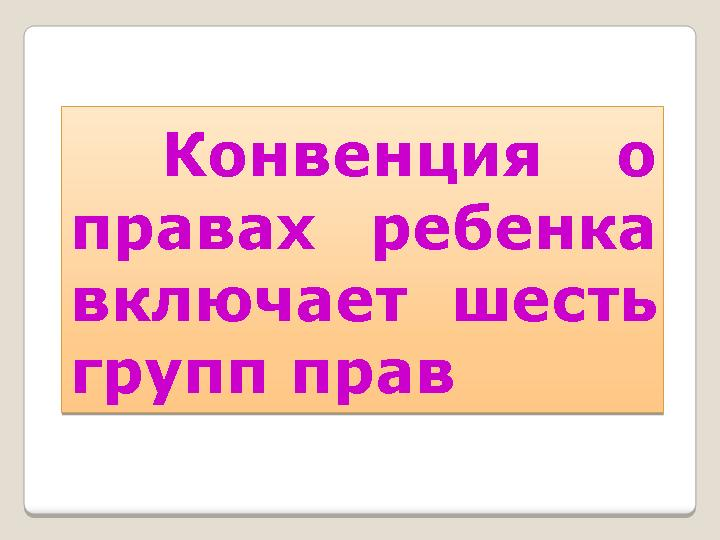 Конвенция о
правах ребенка
включает шесть
групп прав